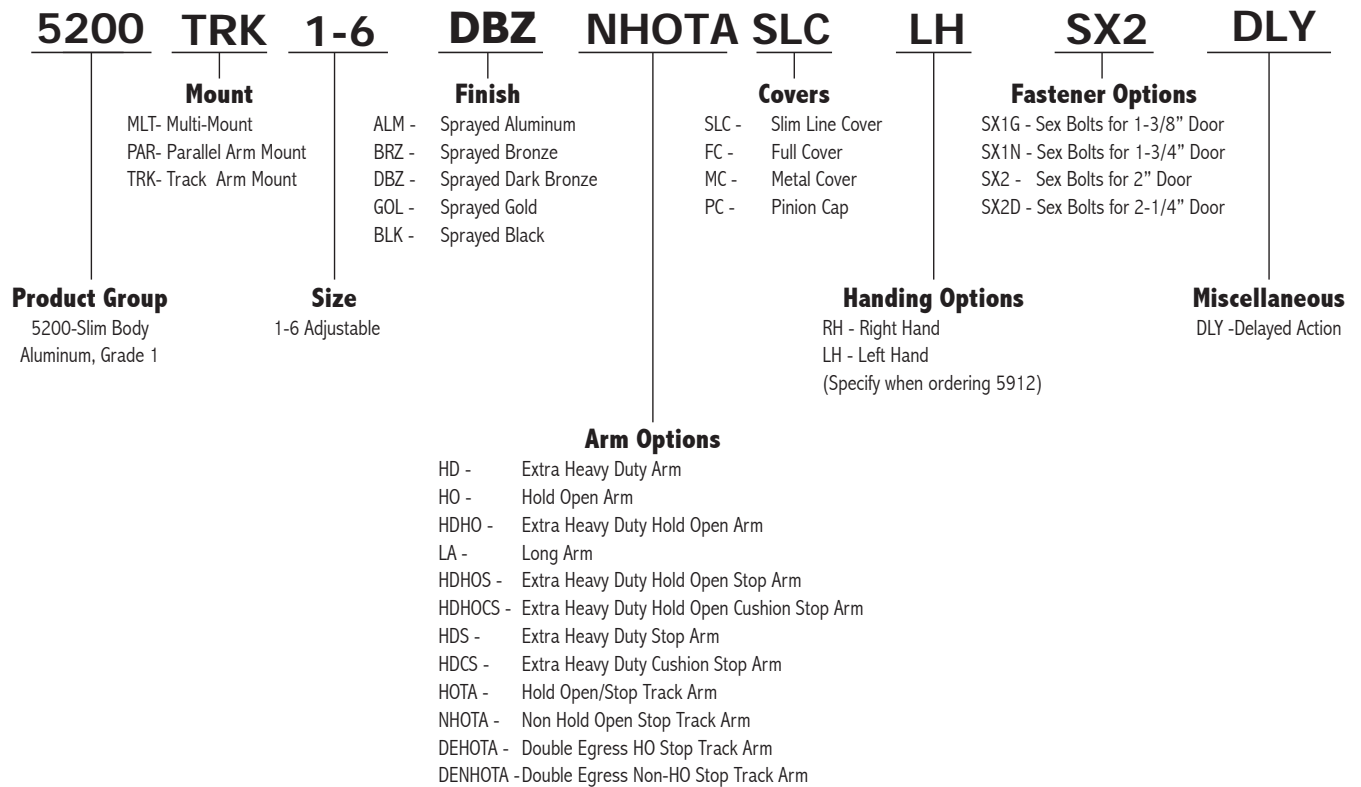 5200 TRK 1-6 DBZ NHOTA SLC LH SX2 DLY
Mount
MLT- Multi-Mount
PAR- Parallel Arm Mount
TRK- Track Arm Mount
Finish
ALM - Sprayed Aluminum
BRZ - Sprayed Bronze
DBZ - Sprayed Dark Bronze
GOL - Sprayed Gold
BLK - Sprayed Black
Covers
SLC - Slim Line Cover
FC - Full Cover
MC - Metal Cover
PC - Pinion Cap
Fastener Options
SX1G - Sex Bolts for 1-3/8” Door
SX1N - Sex Bolts for 1-3/4” Door
SX2 - Sex Bolts for 2” Door
SX2D - Sex Bolts for 2-1/4” Door
Product Group
5200-Slim Body
Aluminum, Grade 1
Size
1-6 Adjustable
Handing Options
RH - Right Hand
LH - Left Hand
(Specify when ordering 5912)
Miscellaneous
DLY -Delayed Action
Arm Options
HD - Extra Heavy Duty Arm
HO - Hold Open Arm
HDHO - Extra Heavy Duty Hold Open Arm
LA - Long Arm
HDHOS - Extra Heavy Duty Hold Open Stop Arm
HDHOCS - Extra Heavy Duty Hold Open Cushion Stop Arm
HDS - Extra Heavy Duty Stop Arm
HDCS - Extra Heavy Duty Cushion Stop Arm
HOTA - Hold Open/Stop Track Arm
NHOTA - Non Hold Open Stop Track Arm
DEHOTA - Double Egress HO Stop Track Arm
DENHOTA -Double Egress Non-HO Stop Track Arm